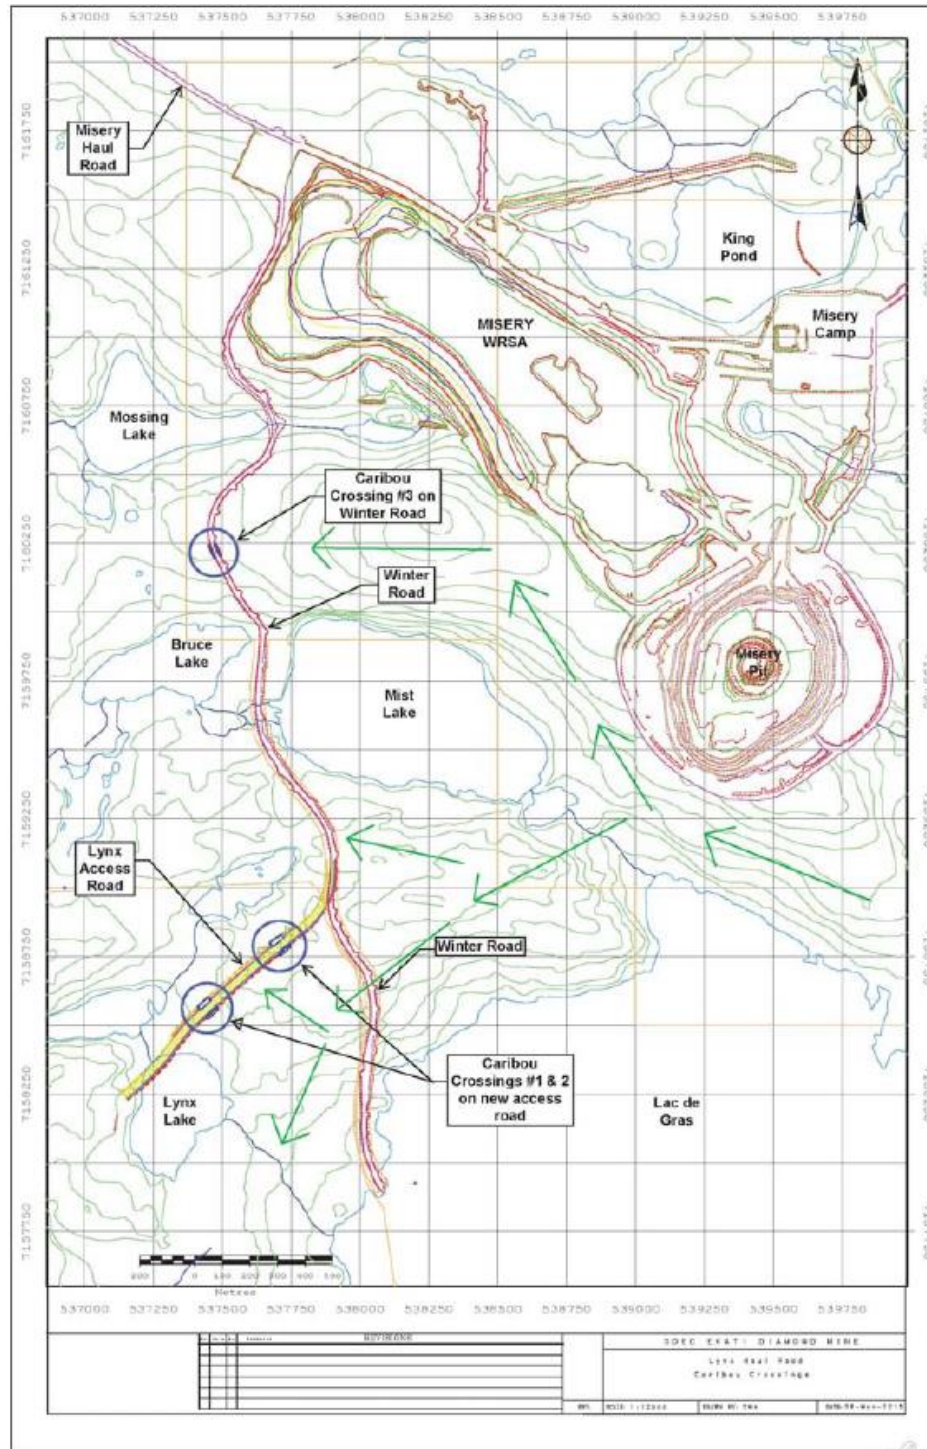 537000 537250 537500 537750 538000 538250 538500 538750 539000 539250 539500 539750
7161750
Misery
Haul
Road
King
Pond
7161250
MISERY
WRSA
Misery
Camp
7160750
Mossing
Lake
Caribou
Crossing #3 on
Winter Road
7160250
Winter
Road
Bruce
Lake
Misery
Pit
7159750
Mist
Lake
7159250
Lynx
Access
Road
Winter Road
7158750
Caribou
Crossings #1 & 2
on new access
road
7158250
Lynx
Lake
Lac de
Gras
7157750
200 0
Metres
537000 537250 537500 537750 538000 538250 538500 538750 539000 539250 539500 539750
REVISIONS
DDEC EKATI DIAMOND MINE
Lynx Haul Road
Caribou Crossings